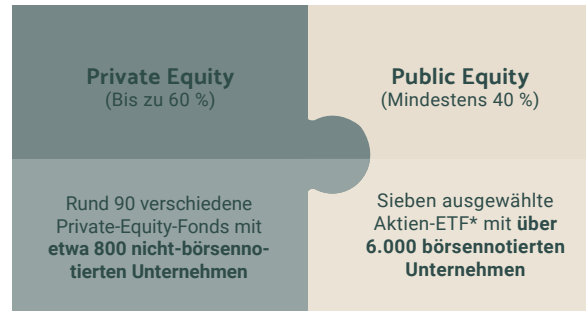 Private Equity
(Bis zu 60 %)
Public Equity
(Mindestens 40 %)
Rund 90 verschiedene
Private-Equity-Fonds mit
etwa 800 nicht-börsenno-
tierten Unternehmen
Sieben ausgewählte
Aktien-ETF* mit über
6.000 börsennotierten
Unternehmen